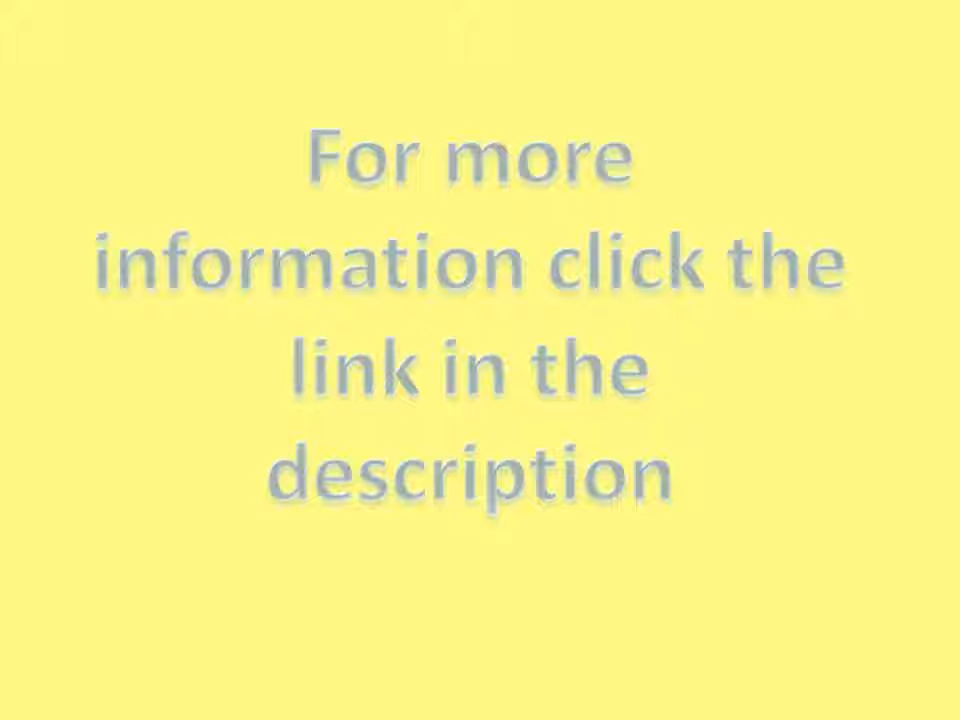 For more
information click the
link in the
description